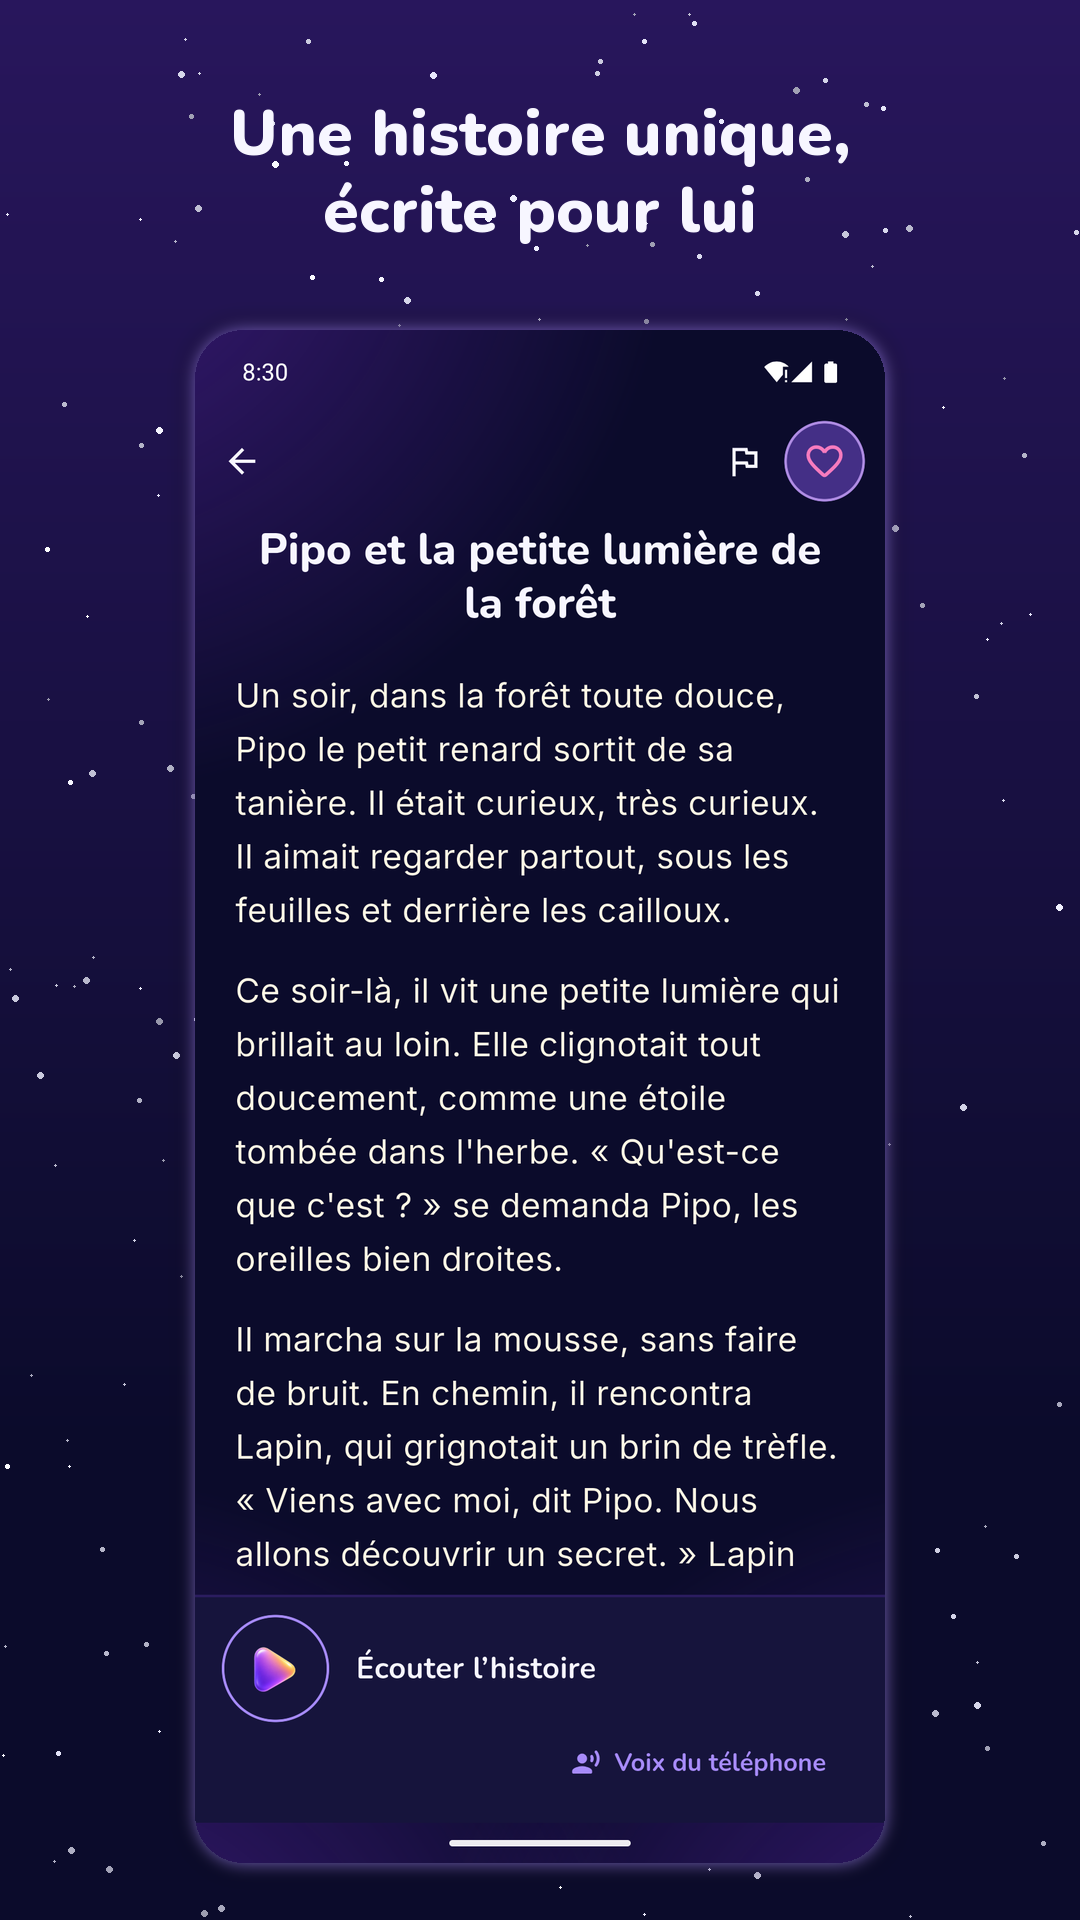 Une histoire unique,
écrite pour lui
8:30
Pipo et la petite lumière de
la forêt
Un soir, dans la forêt toute douce,
Pipo le petit renard sortit de sa
tanière. Il était curieux, très curieux.
Il aimait regarder partout, sous les
feuilles et derrière les cailloux.
Ce soir-là, il vit une petite lumière qui
brillait au loin. Elle clignotait tout
doucement, comme une étoile
tombée dans l'herbe. « Qu'est-ce
que c'est ? » se demanda Pipo, les
oreilles bien droites.
Il marcha sur la mousse, sans faire
de bruit. En chemin, il rencontra
Lapin, qui grignotait un brin de trèfle.
« Viens avec moi, dit Pipo. Nous
allons découvrir un secret. » Lapin
Écouter l’histoire
Voix du téléphone